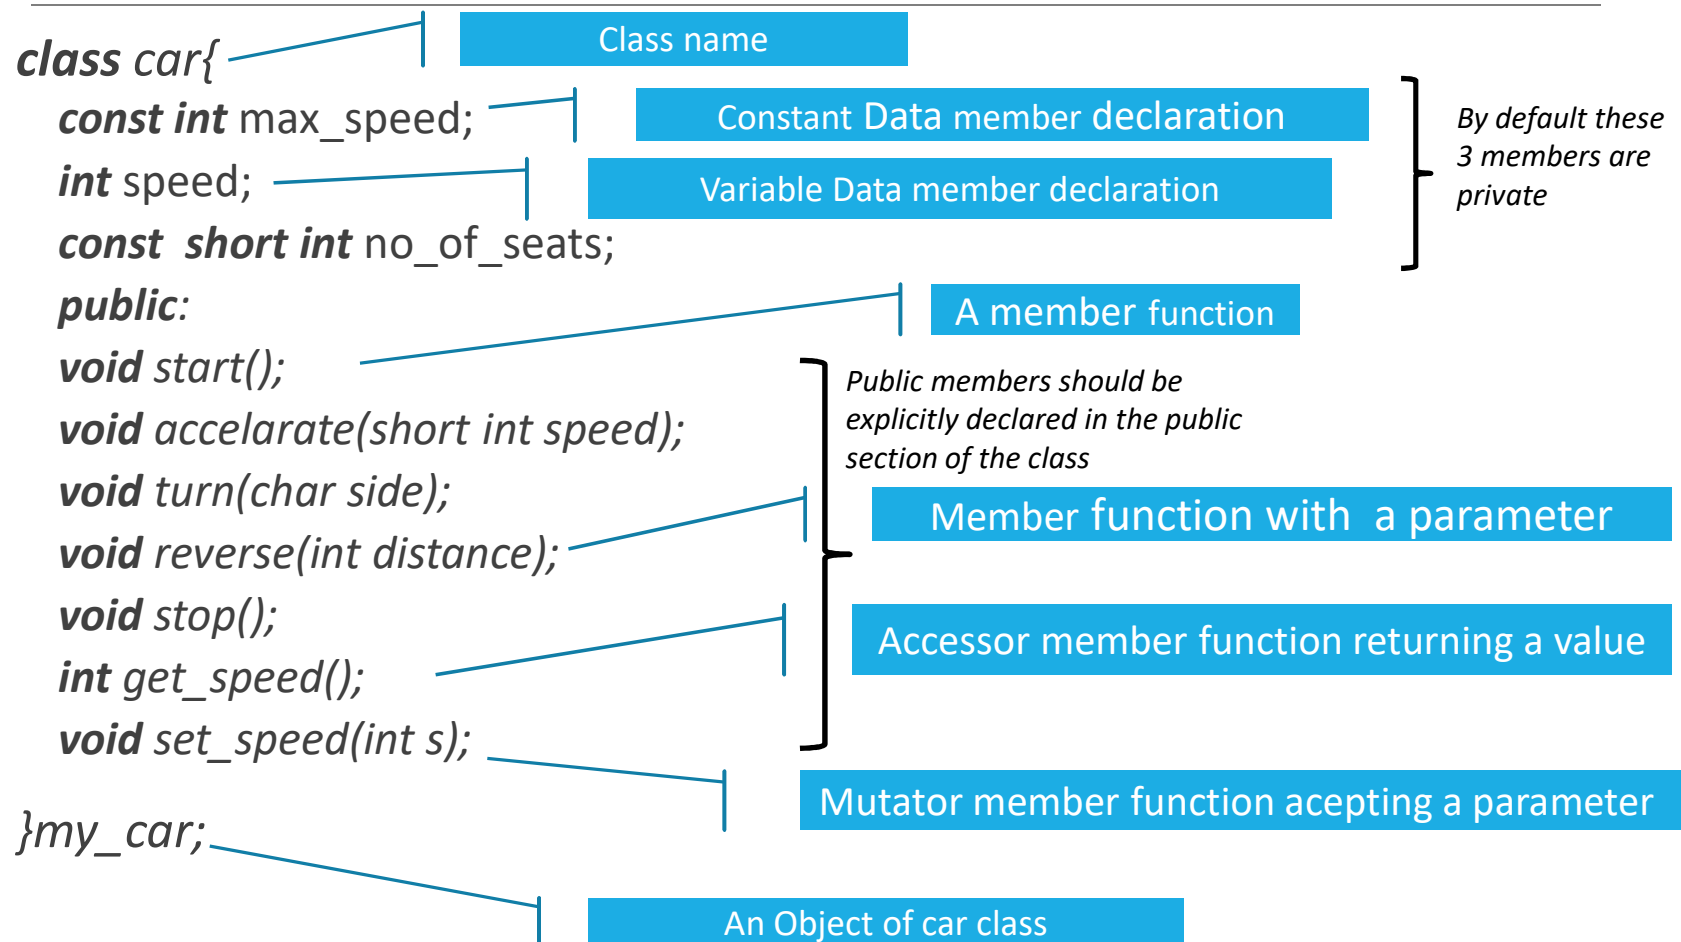 class car{
Class name
const int max_speed;
Constant Data member declaration
By default these
3 members are
private
int speed;
Variable Data member declaration
const  short int no_of_seats;
public:
A member function
void start();
Public members should be
explicitly declared in the public
section of the class
void accelarate(short int speed);
void turn(char side);
Member function with  a parameter
void reverse(int distance);
void stop();
Accessor member function returning a value
int get_speed();
void set_speed(int s);
Mutator member function acepting a parameter
}my_car;
An Object of car class